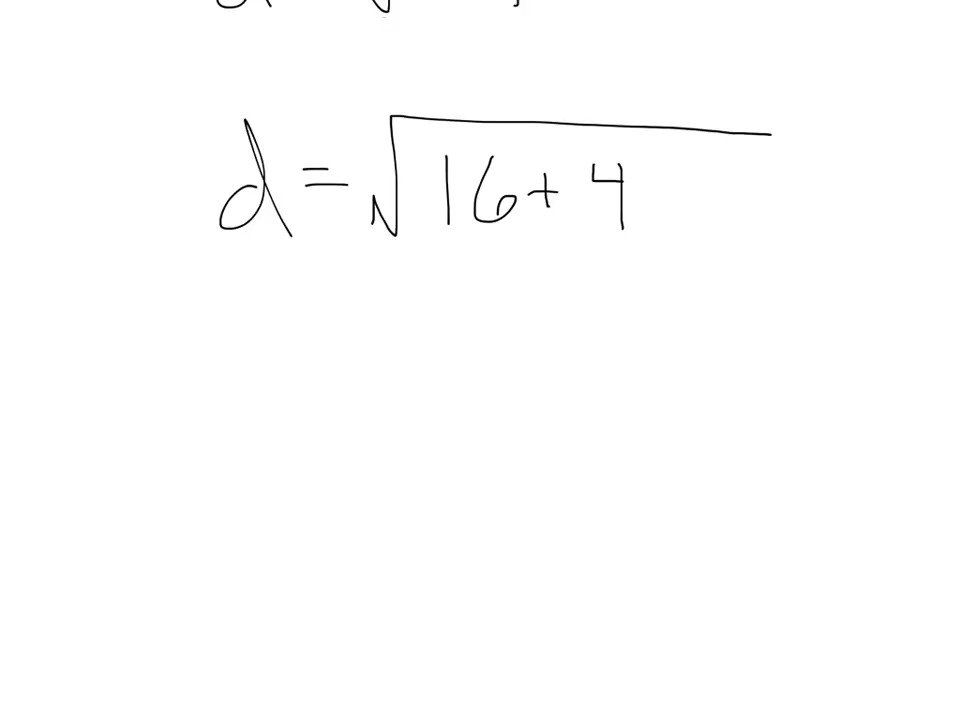 d = √16 + 4